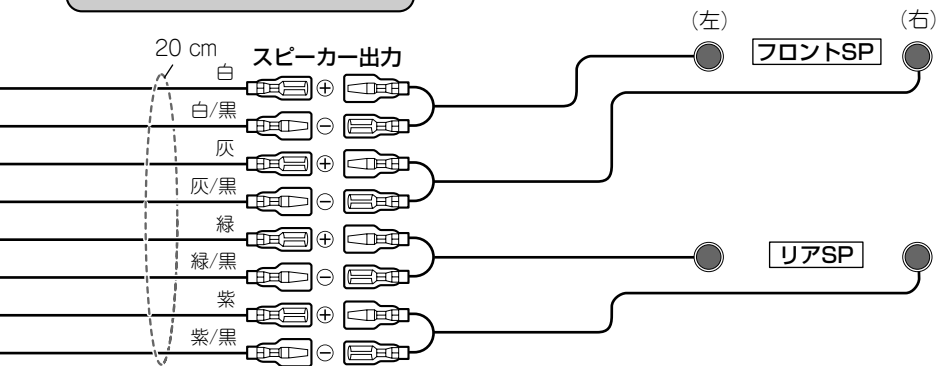 (左)
フロントSP
(右)
20 cm
スピーカー出力
白
⊕
白/黒
⊖
灰
⊕
灰/黒
⊖
緑
⊕
緑/黒
⊖
リアSP
紫
⊕
紫/黒
⊖